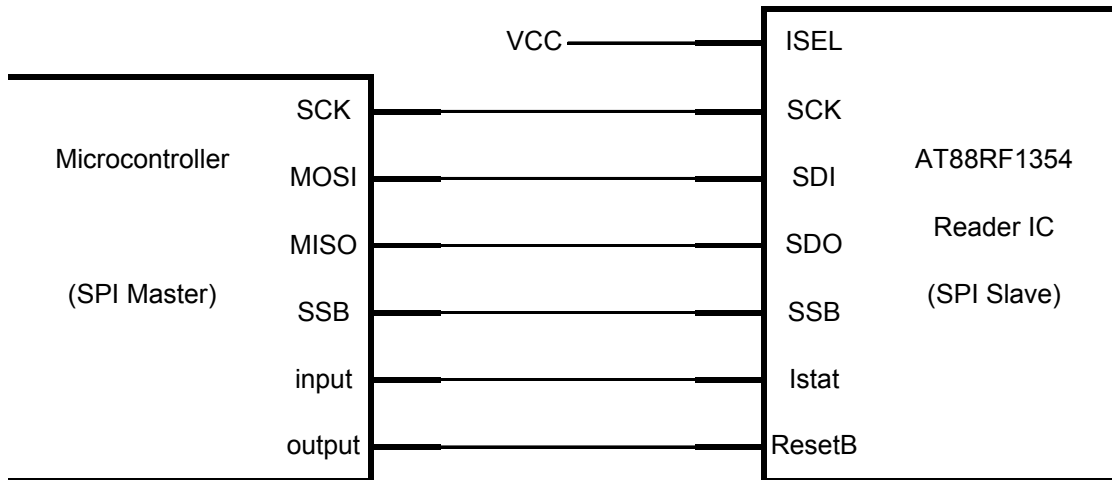 VCC
ISEL
SCK
SCK
Microcontroller
AT88RF1354
MOSI
SDI
MISO
SDO
Reader IC
(SPI Master)
(SPI Slave)
SSB
SSB
input
Istat
output
ResetB